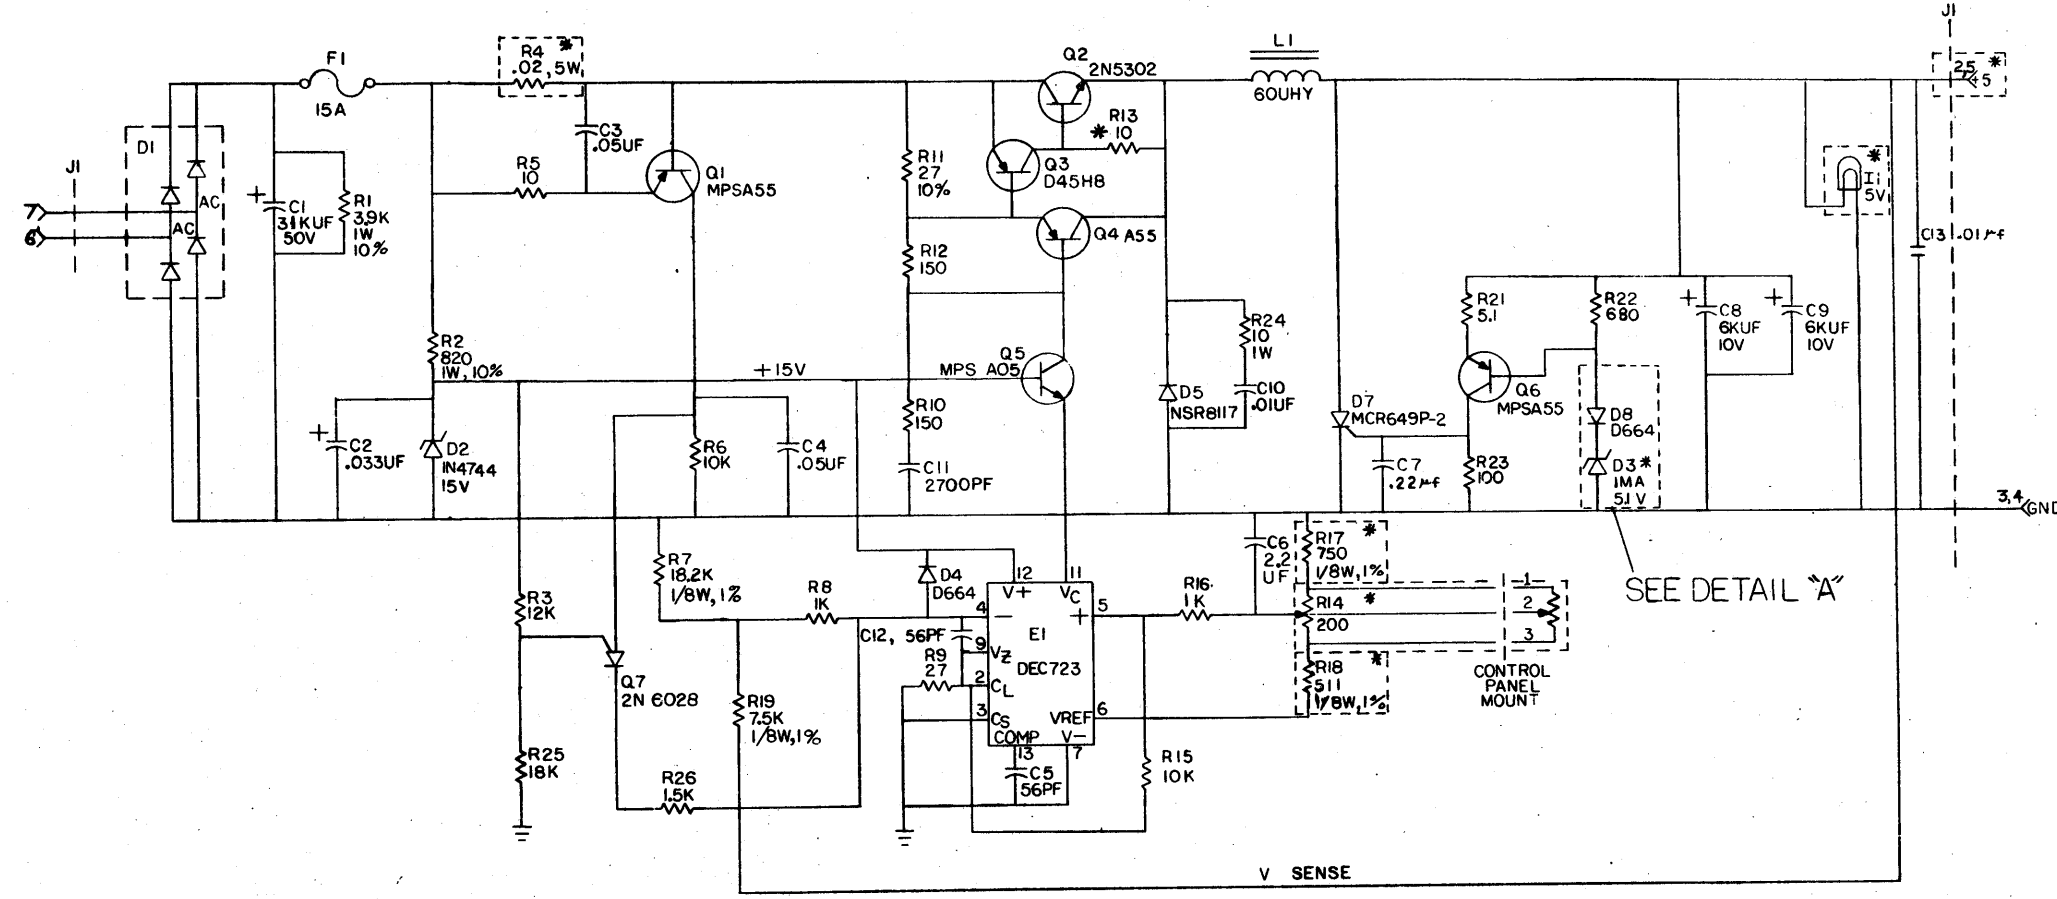 F1
15A
R4 *
.02, 5W
C3
.05UF
Q2
2N5302
L1
60UHY
J1
2,5 *
+5
D1
J1
7
6
AC
AC
+
C1
31KUF
50V
R1
3.9K
1W
10%
R5
10
Q1
MPSA55
R11
27
10%
* R13
10
Q3
D45H8
Q4 A55
R12
150
*
I1
5V
C13 .01µf
R2
820
1W, 10%
+15V
MPS A05
Q5
R24
10
1W
C10
.01UF
D5
NSR8117
R21
5.1
R22
680
+
C8
6KUF
10V
+
C9
6KUF
10V
Q6
MPSA55
D7
MCR649P-2
D8
D664
D3 *
1MA
5.1V
+
C2
.033UF
D2
1N4744
15V
R6
10K
C4
.05UF
R10
150
C11
2700PF
C7
.22µf
R23
100
3,4
GND
R7
18.2K
1/8W, 1%
R8
1K
D4
D664
12
V+
11
VC
R16
1K
C6
2.2
UF
R17 *
750
1/8W, 1%
SEE DETAIL "A"
R3
12K
C12, 56PF
4
−
9
VZ
R9
27
2
CL
3
CS
E1
DEC723
5
+
6
VREF
COMP
13
V−
7
R14 *
200
1
2
3
R18 *
511
1/8W, 1%
CONTROL
PANEL
MOUNT
Q7
2N 6028
R19
7.5K
1/8W, 1%
R25
18K
R26
1.5K
C5
56PF
R15
10K
V SENSE